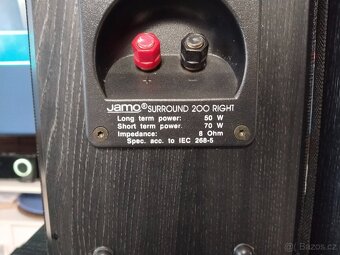 + -
Jamo® SURROUND 200 RIGHT
Long term power: 50 W
Short term power. 70 W
Impedance: 8 Ohm
Spec. acc. to IEC 268-5
© Bazoš.cz